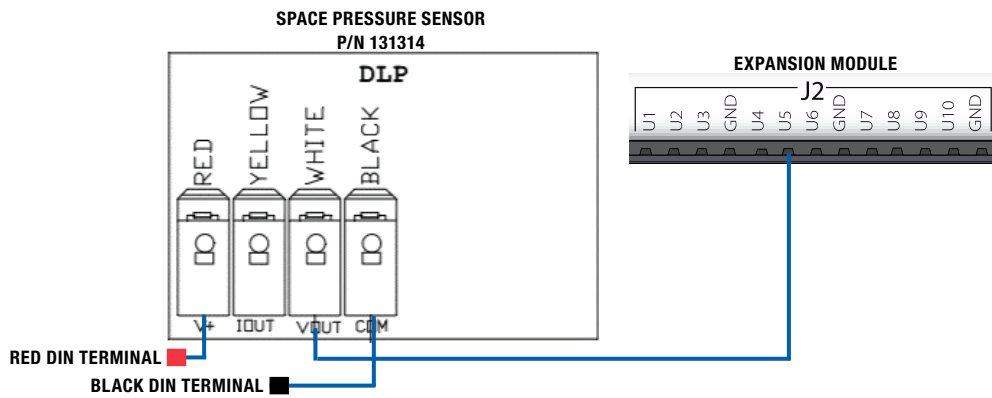 SPACE PRESSURE SENSOR
P/N 131314
DLP
RED
YELLOW
WHITE
BLACK
V+
IOUT
VOUT
COM
RED DIN TERMINAL
BLACK DIN TERMINAL
EXPANSION MODULE
J2
U1
U2
U3
GND
U4
U5
U6
GND
U7
U8
U9
U10
GND